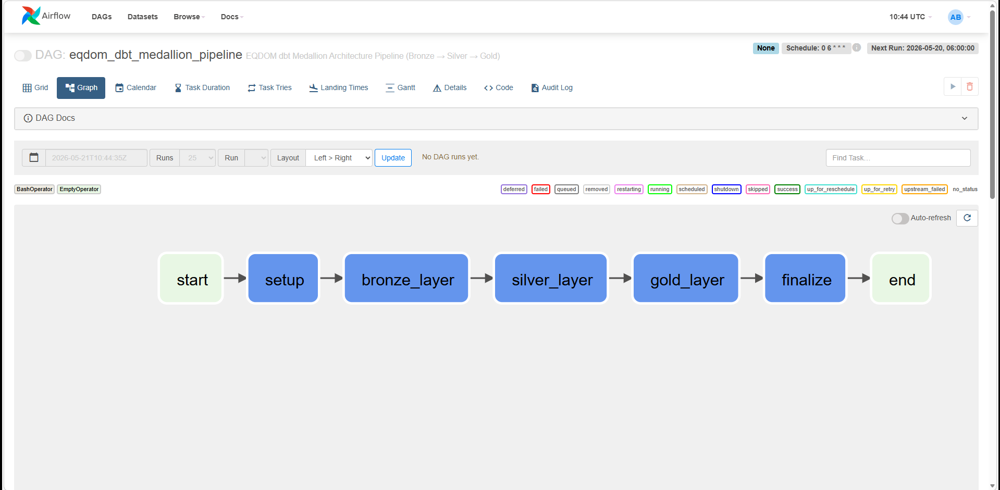 Airflow DAGs Datasets Browse Docs 10:44 UTC AB
DAG: eqdom_dbt_medallion_pipeline EQDOM dbt Medallion Architecture Pipeline (Bronze → Silver → Gold) None Schedule: 0 6 * * * i Next Run: 2026-05-20, 06:00:00
Grid Graph Calendar Task Duration Task Tries Landing Times Gantt Details Code Audit Log
DAG Docs
2026-05-21T10:44:35Z Runs 25 Run Layout Left > Right Update No DAG runs yet. Find Task...
BashOperator EmptyOperator deferred failed queued removed restarting running scheduled shutdown skipped success up_for_reschedule up_for_retry upstream_failed no_status
Auto-refresh
start setup bronze_layer silver_layer gold_layer finalize end